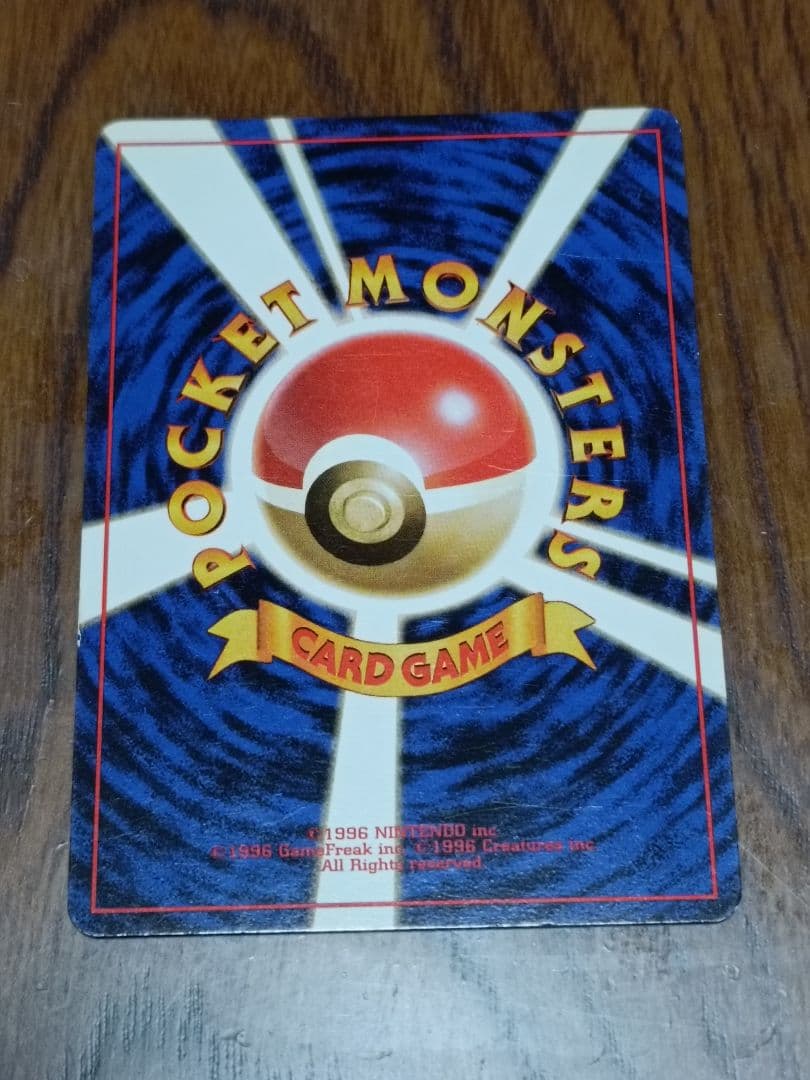 POCKET MONSTERS
CARD GAME
©1996 NINTENDO inc
©1996 GameFreak inc. ©1996 Creatures inc.
All Rights reserved.